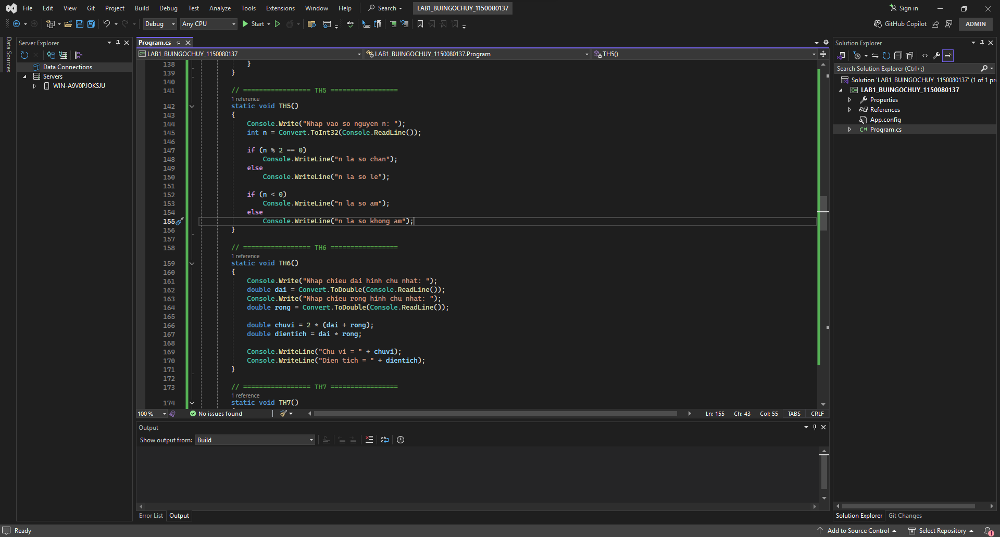 File Edit View Git Project Build Debug Test Analyze Tools Extensions Window Help Search LAB1_BUINGOCHUY_1150080137 Sign in
Debug Any CPU Start GitHub Copilot ADMIN
Data Sources
Server Explorer
Data Connections
Servers
WIN-A9V0PJOKSJU
Program.cs
LAB1_BUINGOCHUY_1150080137 LAB1_BUINGOCHUY_1150080137.Program TH5()
138 }
139 }
140
141 // ================= TH5 =================
1 reference
142 static void TH5()
143 {
144 Console.Write("Nhap vao so nguyen n: ");
145 int n = Convert.ToInt32(Console.ReadLine());
146
147 if (n % 2 == 0)
148 Console.WriteLine("n la so chan");
149 else
150 Console.WriteLine("n la so le");
151
152 if (n < 0)
153 Console.WriteLine("n la so am");
154 else
155 Console.WriteLine("n la so khong am");
156 }
157
158 // ================= TH6 =================
1 reference
159 static void TH6()
160 {
161 Console.Write("Nhap chieu dai hinh chu nhat: ");
162 double dai = Convert.ToDouble(Console.ReadLine());
163 Console.Write("Nhap chieu rong hinh chu nhat: ");
164 double rong = Convert.ToDouble(Console.ReadLine());
165
166 double chuvi = 2 * (dai + rong);
167 double dientich = dai * rong;
168
169 Console.WriteLine("Chu vi = " + chuvi);
170 Console.WriteLine("Dien tich = " + dientich);
171 }
172
173 // ================= TH7 =================
1 reference
174 static void TH7()
100 % No issues found Ln: 155 Ch: 43 Col: 55 TABS CRLF
Output
Show output from: Build
Error List Output
Solution Explorer
Search Solution Explorer (Ctrl+;)
Solution 'LAB1_BUINGOCHUY_1150080137' (1 of 1 pr
LAB1_BUINGOCHUY_1150080137
Properties
References
App.config
C# Program.cs
Solution Explorer Git Changes
Ready Add to Source Control Select Repository 1